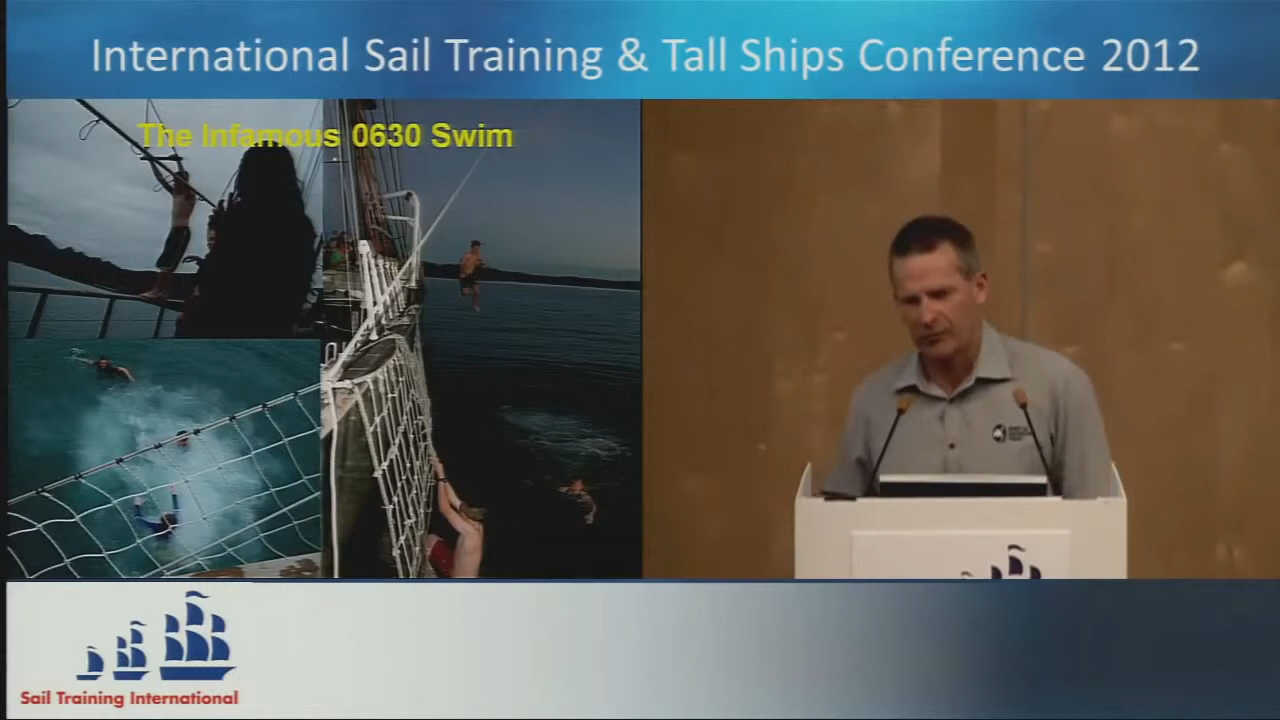 International Sail Training & Tall Ships Conference 2012
The Infamous 0630 Swim
Sail Training International